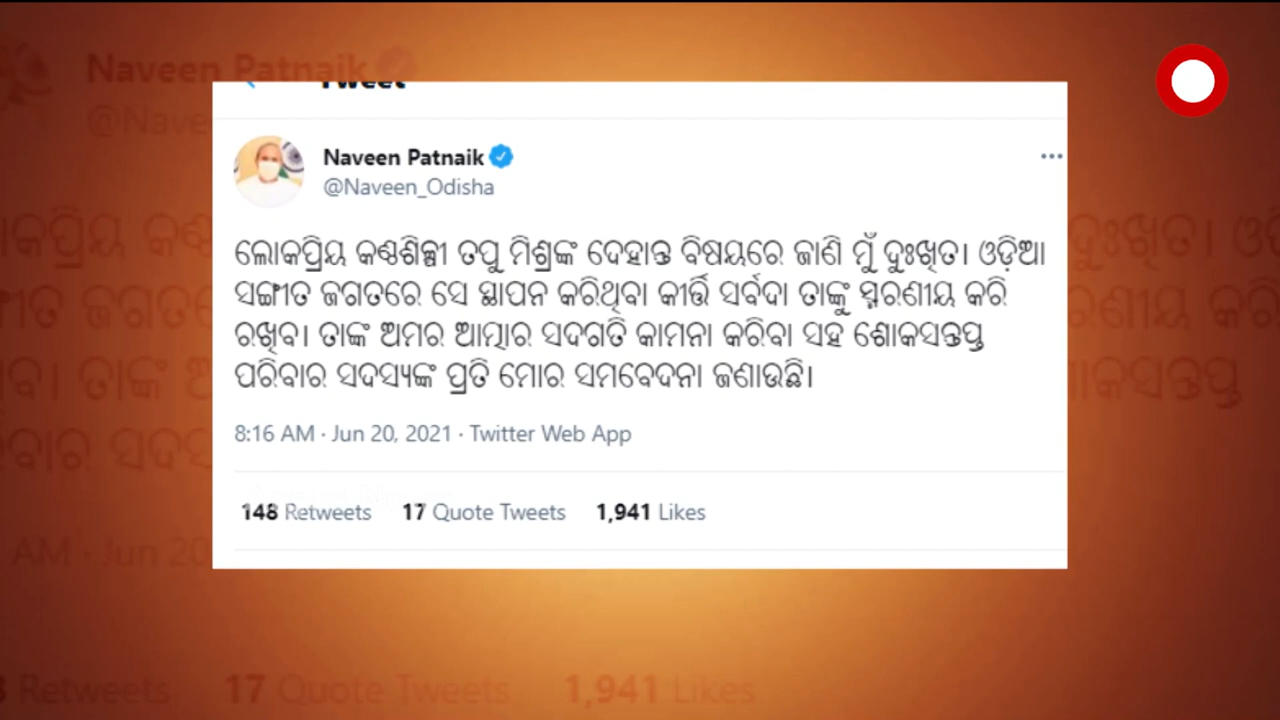 Tweet
Naveen Patnaik
@Naveen_Odisha
ଲୋକପ୍ରିୟ କଣ୍ଠଶିଳ୍ପୀ ତପୁ ମିଶ୍ରଙ୍କ ଦେହାନ୍ତ ବିଷୟରେ ଜାଣି ମୁଁ ଦୁଃଖିତ। ଓଡ଼ିଆ
ସଙ୍ଗୀତ ଜଗତରେ ସେ ସ୍ଥାପନ କରିଥିବା କୀର୍ତ୍ତି ସର୍ବଦା ତାଙ୍କୁ ସ୍ମରଣୀୟ କରି
ରଖିବ। ତାଙ୍କ ଅମର ଆତ୍ମାର ସଦଗତି କାମନା କରିବା ସହ ଶୋକସନ୍ତପ୍ତ
ପରିବାର ସଦସ୍ୟଙ୍କ ପ୍ରତି ମୋର ସମବେଦନା ଜଣାଉଛି।
8:16 AM · Jun 20, 2021 · Twitter Web App
148 Retweets 17 Quote Tweets 1,941 Likes